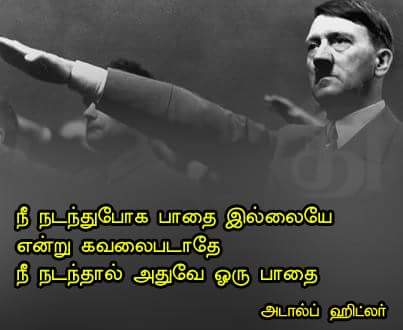 நீ நடந்துபோக பாதை இல்லையே
என்று கவலைபடாதே
நீ நடந்தால் அதுவே ஒரு பாதை
அடால்ப் ஹிட்லர்